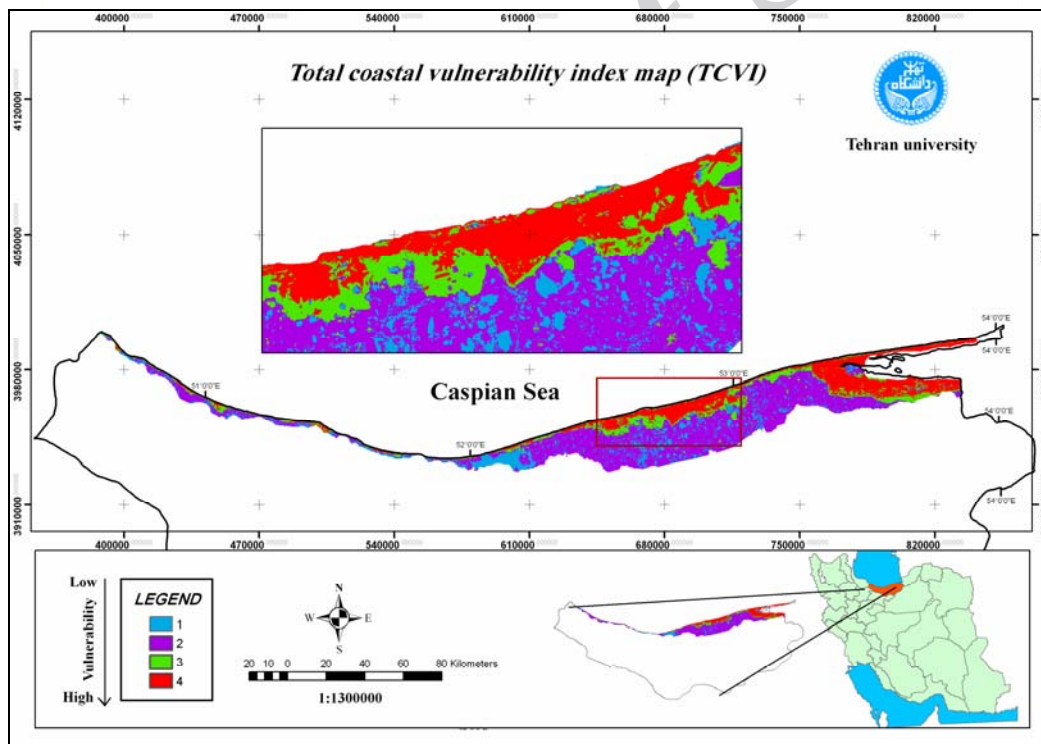 400000 470000 540000 610000 680000 750000 820000
Total coastal vulnerability index map (TCVI)
دانشگاه تهران
Tehran university
4120000
4050000
3980000
3910000
Caspian Sea
51°0'0"E
52°0'0"E
53°0'0"E
54°0'0"E
54°0'0"E
54°0'0"E
54°0'0"E
400000 470000 540000 610000 680000 750000 820000
Low
Vulnerability
High
LEGEND
1
2
3
4
N
W E
S
20 10 0 20 40 60 80 Kilometers
1:1300000